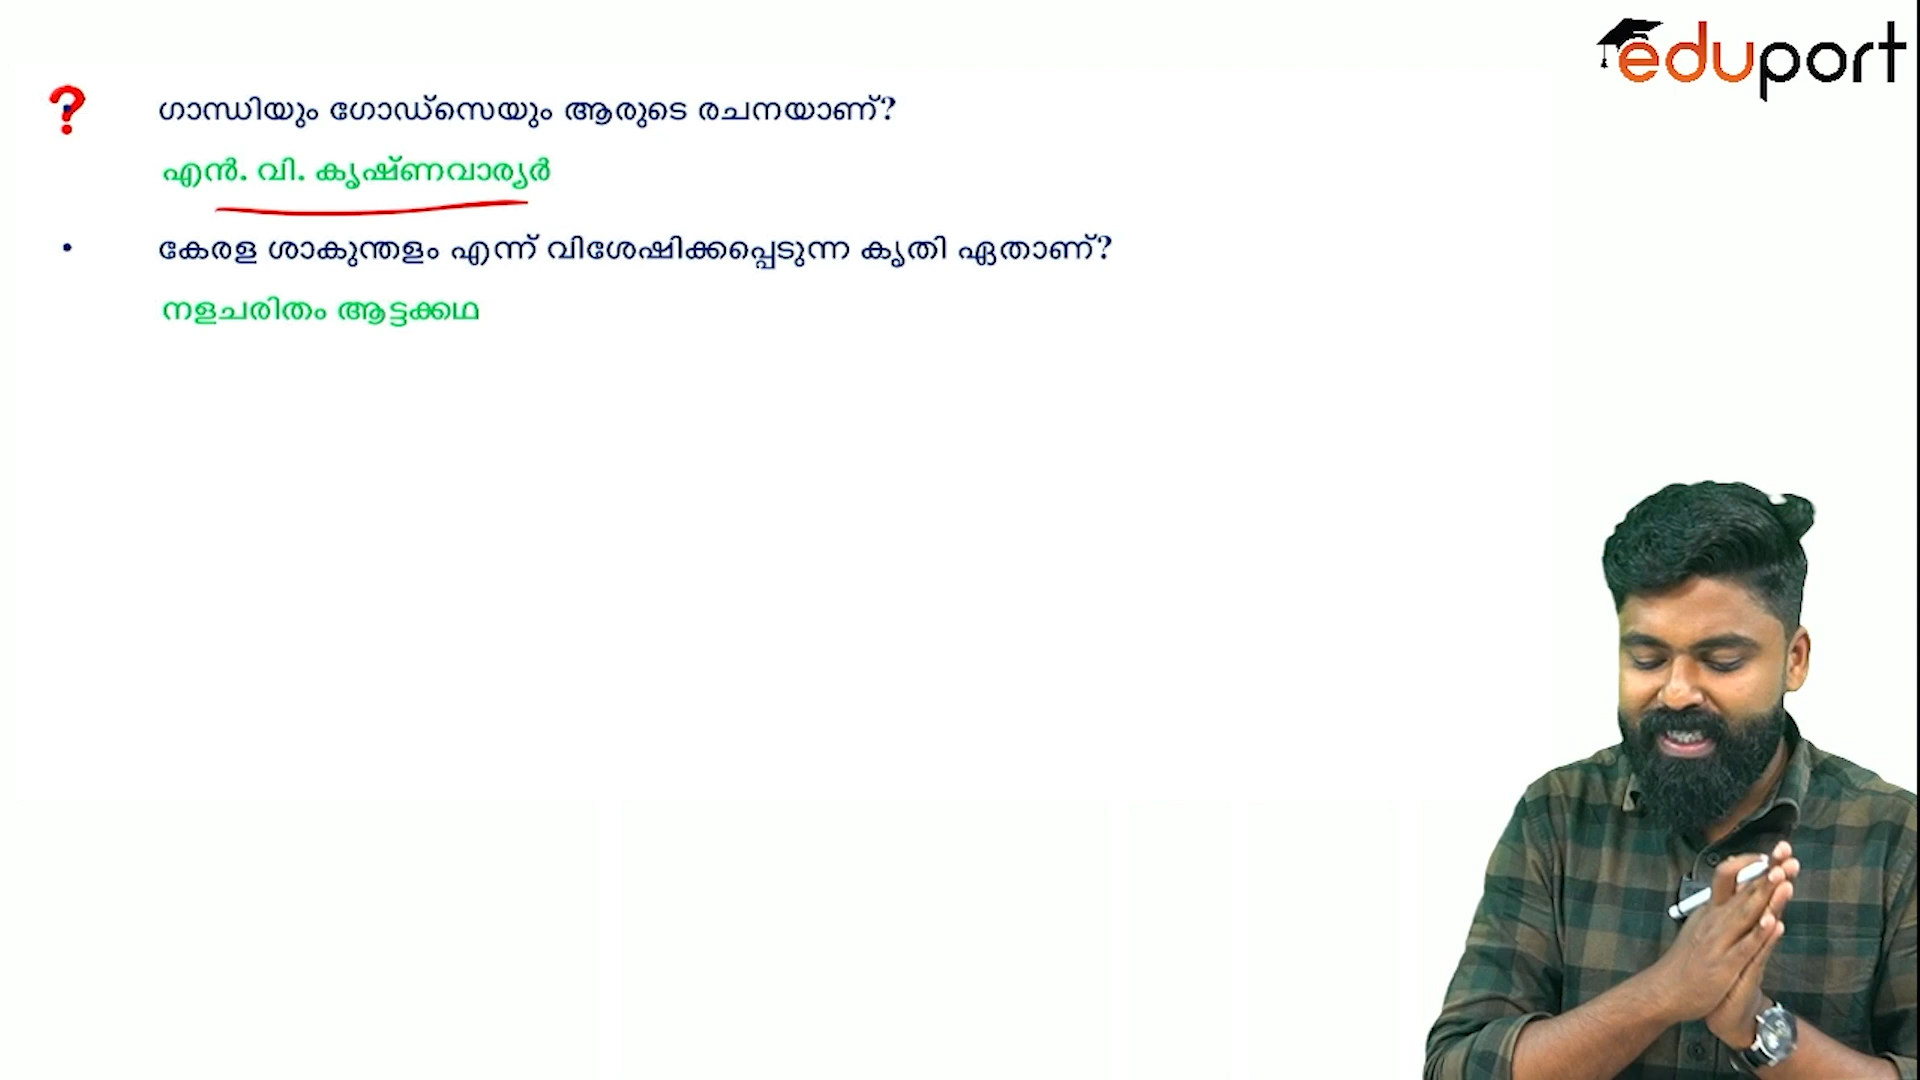 eduport
? ഗാന്ധിയും ഗോഡ്സെയും ആരുടെ രചനയാണ്?
എൻ. വി. കൃഷ്ണവാര്യർ
• കേരള ശാകുന്തളം എന്ന് വിശേഷിക്കപ്പെടുന്ന കൃതി ഏതാണ്?
നളചരിതം ആട്ടക്കഥ